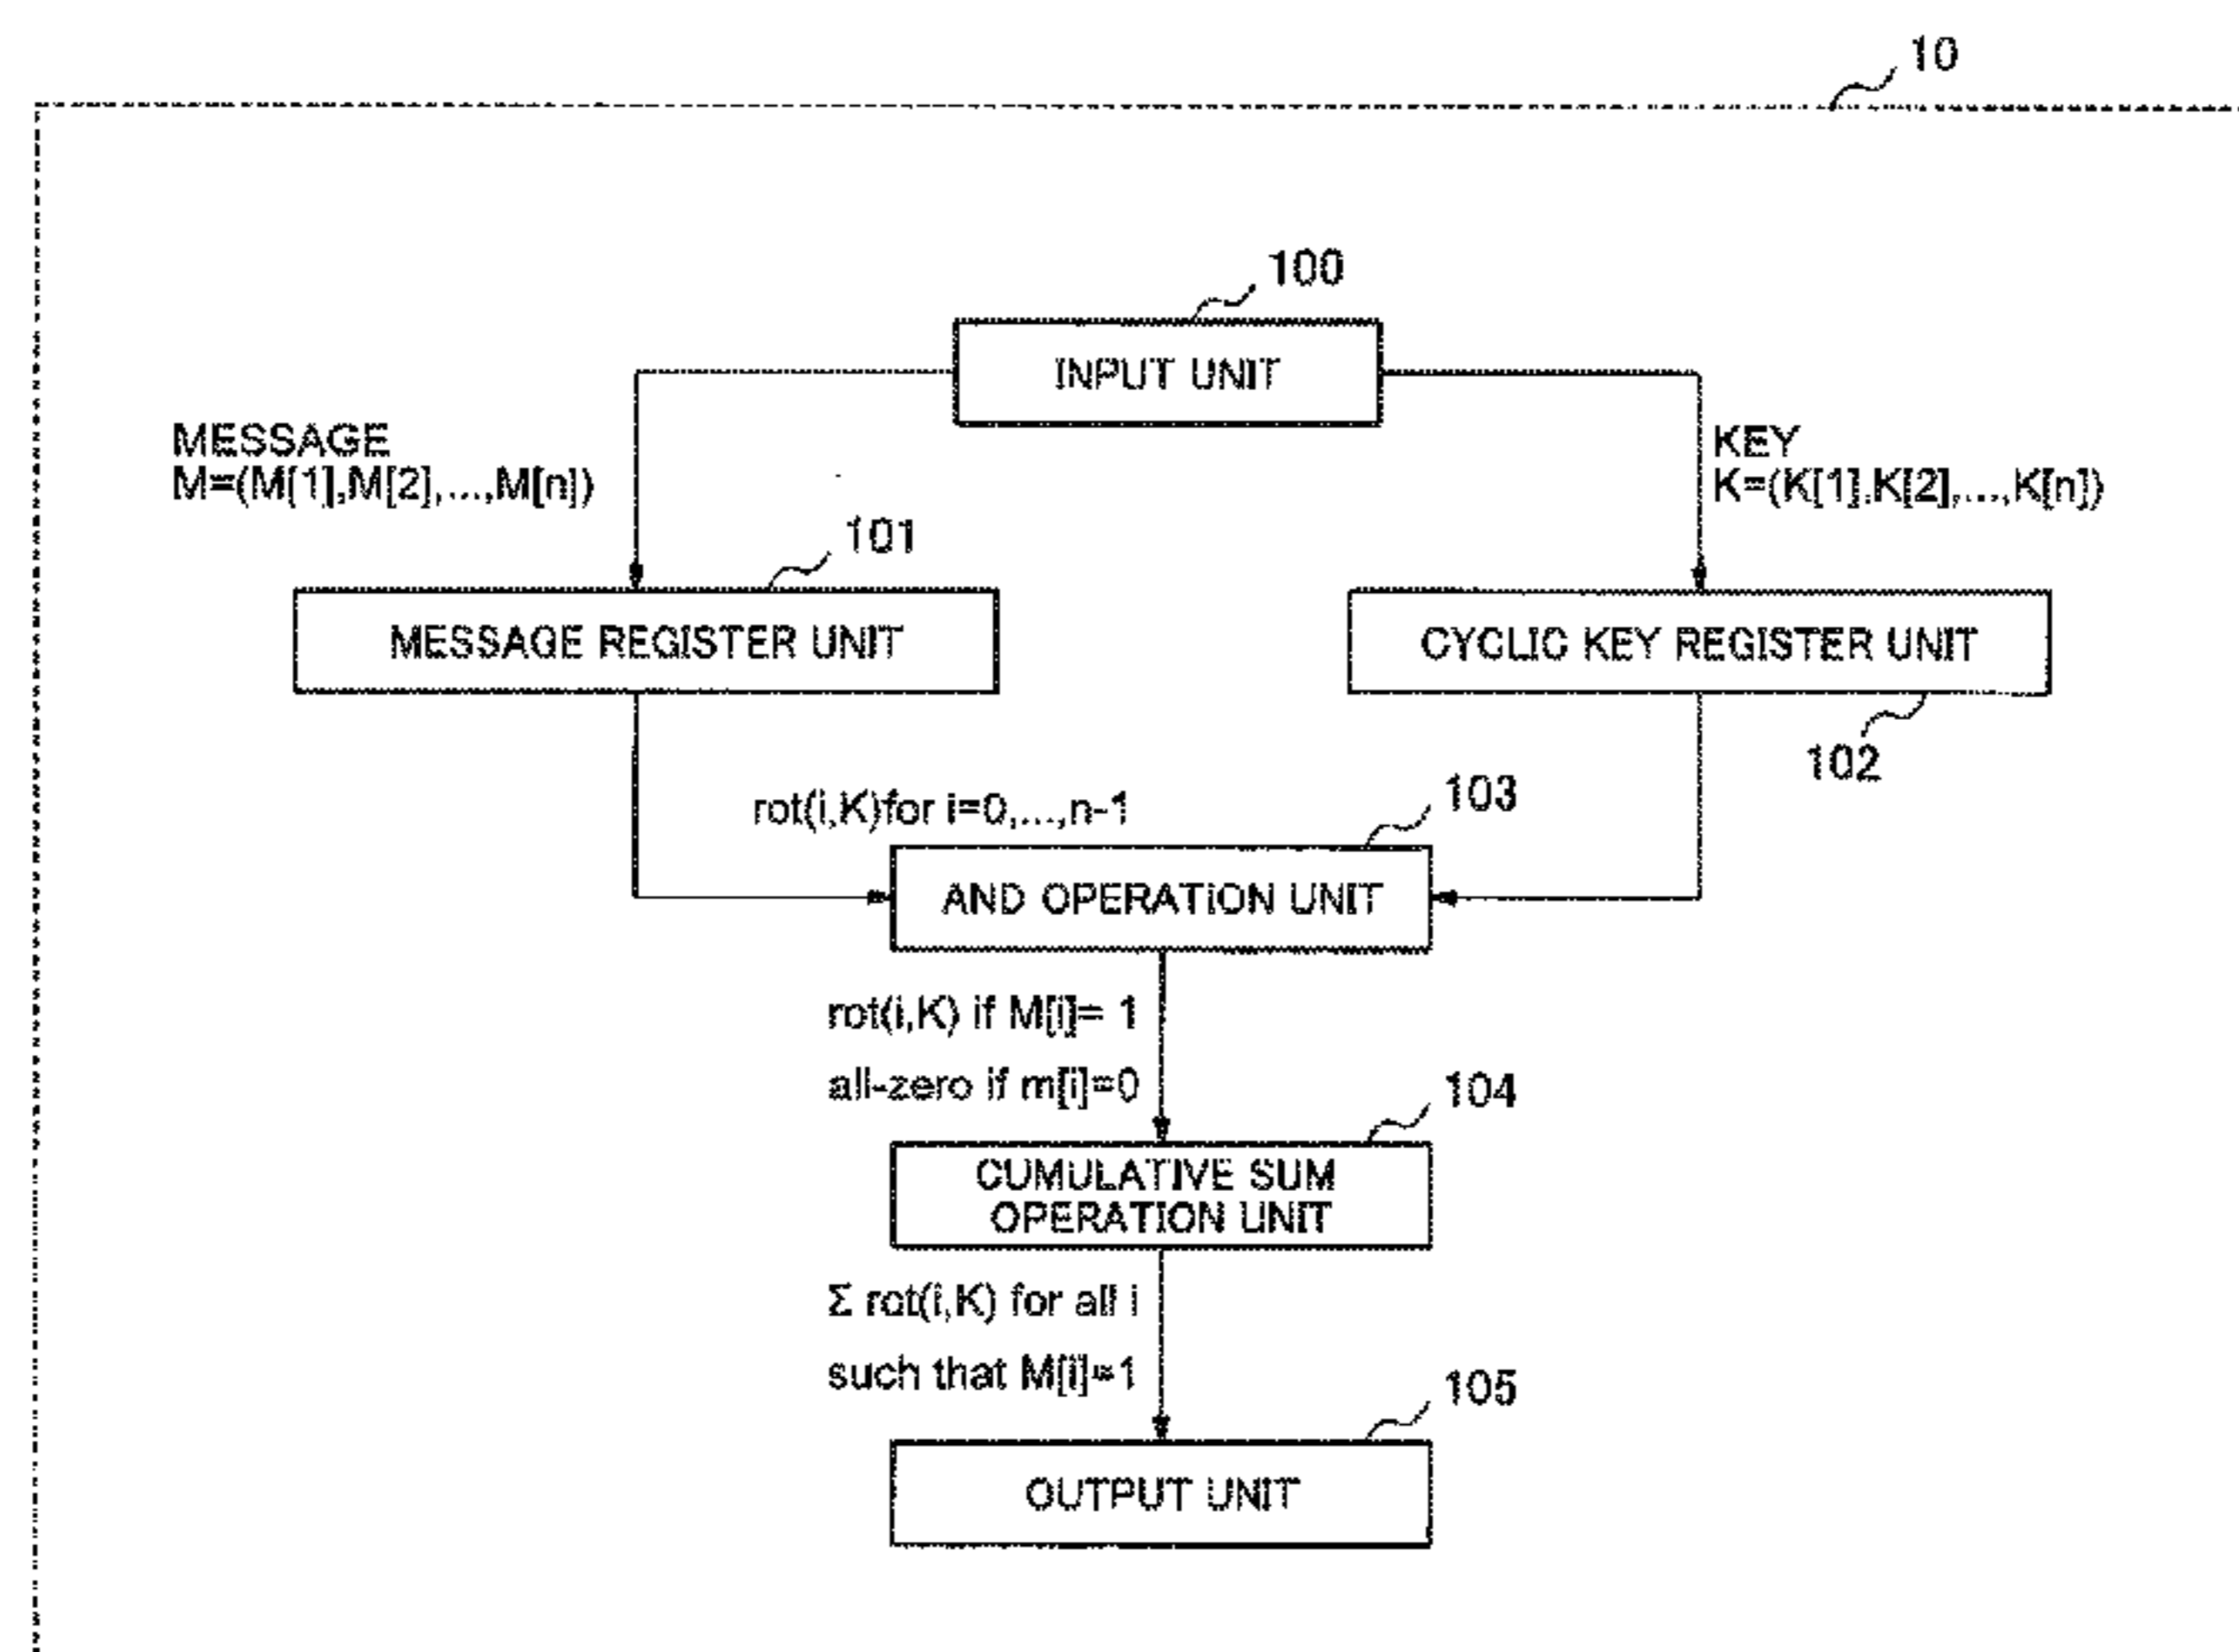 10
100
INPUT UNIT
MESSAGE
M=(M[1],M[2],...,M[n])
KEY
K=(K[1],K[2],...,K[n])
101
MESSAGE REGISTER UNIT
CYCLIC KEY REGISTER UNIT
102
rot(i,K)for i=0,...,n-1
103
AND OPERATION UNIT
rot(i,K) if M[i]= 1
all-zero if m[i]=0
104
CUMULATIVE SUM
OPERATION UNIT
Σ rot(i,K) for all i
such that M[i]=1
105
OUTPUT UNIT